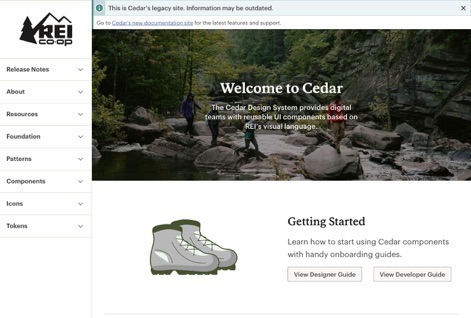 REI
co·op
This is Cedar's legacy site. Information may be outdated.
Go to Cedar's new documentation site for the latest features and support.
Release Notes
About
Resources
Foundation
Patterns
Components
Icons
Tokens
Welcome to Cedar
The Cedar Design System provides digital
teams with reusable UI components based on
REI's visual language.
Getting Started
Learn how to start using Cedar components
with handy onboarding guides.
View Designer Guide
View Developer Guide